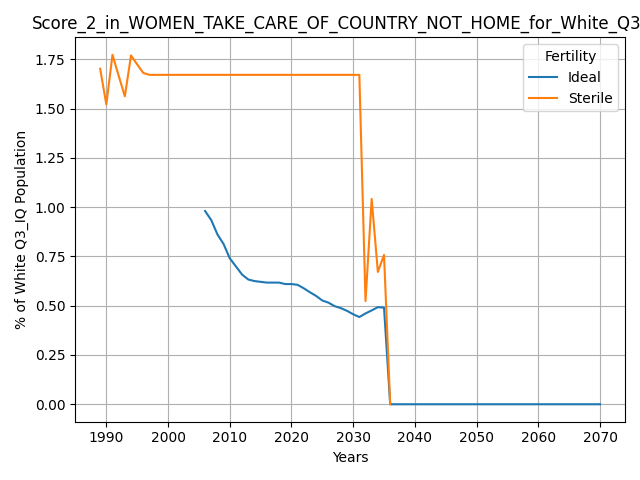 Score_2_in_WOMEN_TAKE_CARE_OF_COUNTRY_NOT_HOME_for_White_Q3
Fertility
Ideal
Sterile
% of White Q3_IQ Population
1.75
1.50
1.25
1.00
0.75
0.50
0.25
0.00
1990 2000 2010 2020 2030 2040 2050 2060 2070
Years